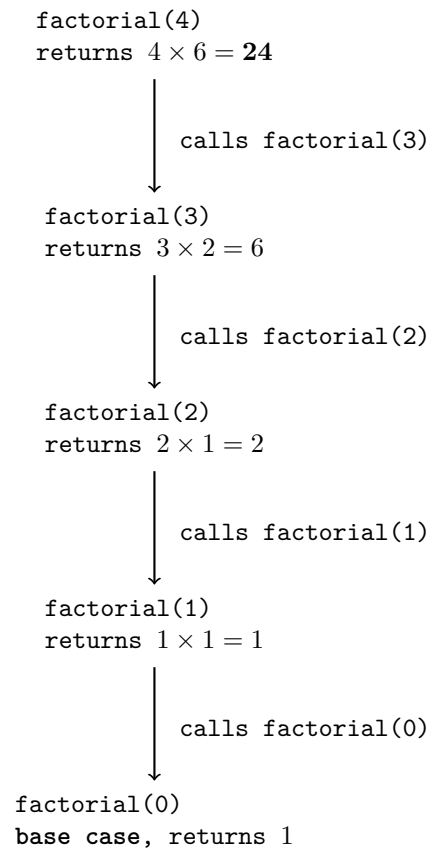 factorial(4)
returns 4 × 6 = 24
calls factorial(3)
factorial(3)
returns 3 × 2 = 6
calls factorial(2)
factorial(2)
returns 2 × 1 = 2
calls factorial(1)
factorial(1)
returns 1 × 1 = 1
calls factorial(0)
factorial(0)
base case, returns 1